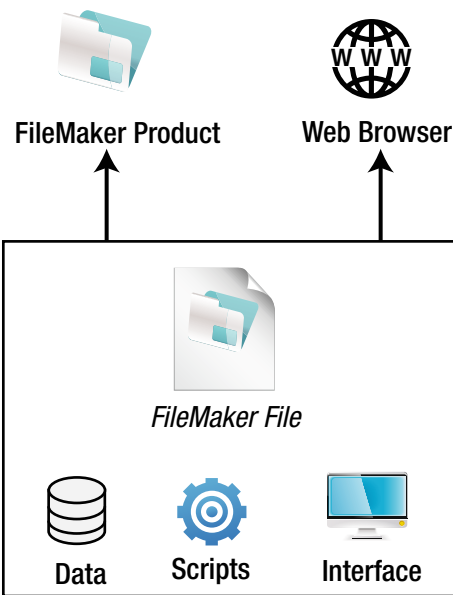 W W W
FileMaker Product
Web Browser
FileMaker File
Data
Scripts
Interface